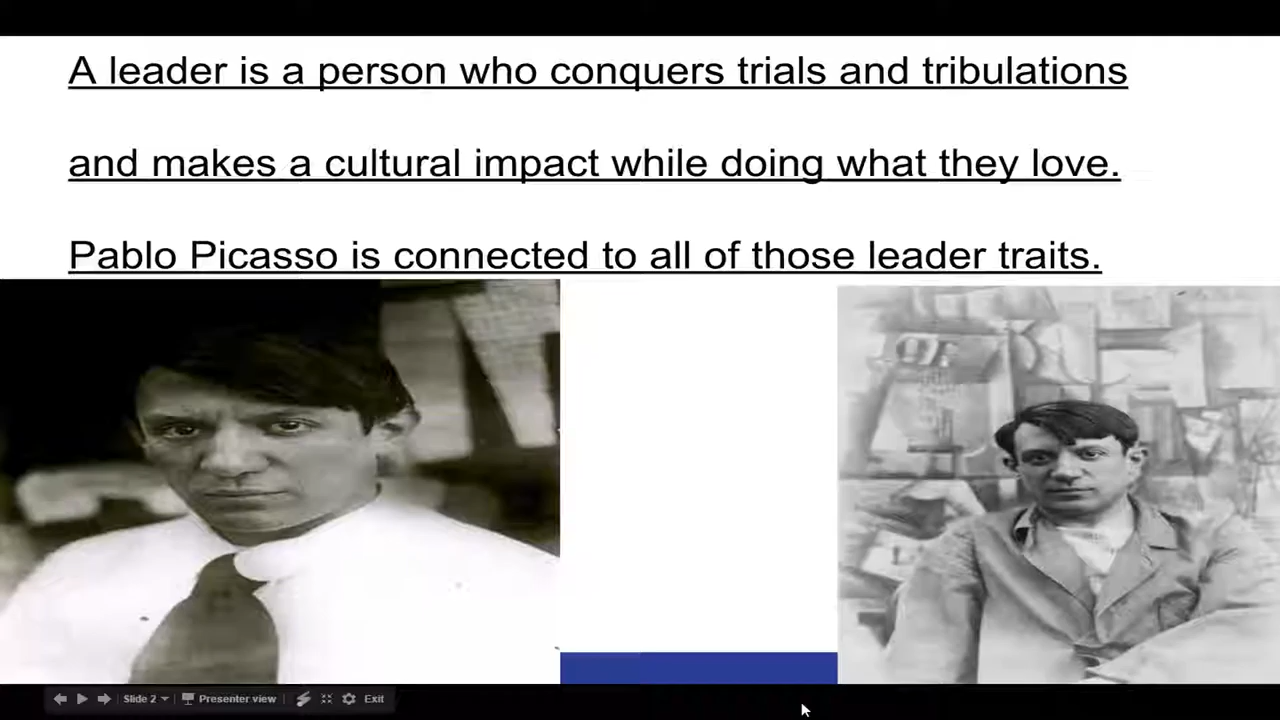 A leader is a person who conquers trials and tribulations
and makes a cultural impact while doing what they love.
Pablo Picasso is connected to all of those leader traits.
Slide 2 Presenter view Exit